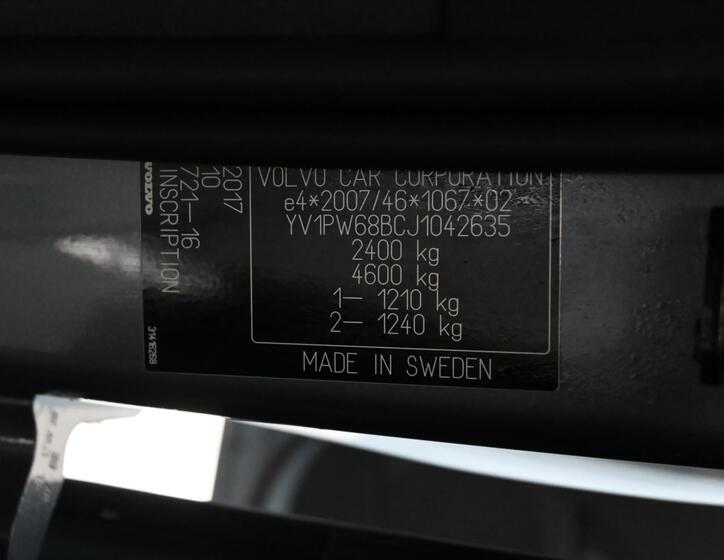 VOLVO CAR CORPORATION
e4*2007/46*1067*02
YV1PW68BCJ1042635
2400 kg
4600 kg
1– 1210 kg
2– 1240 kg
MADE IN SWEDEN
2017
10
721–16
INSCRIPTION
VOLVO
31416268